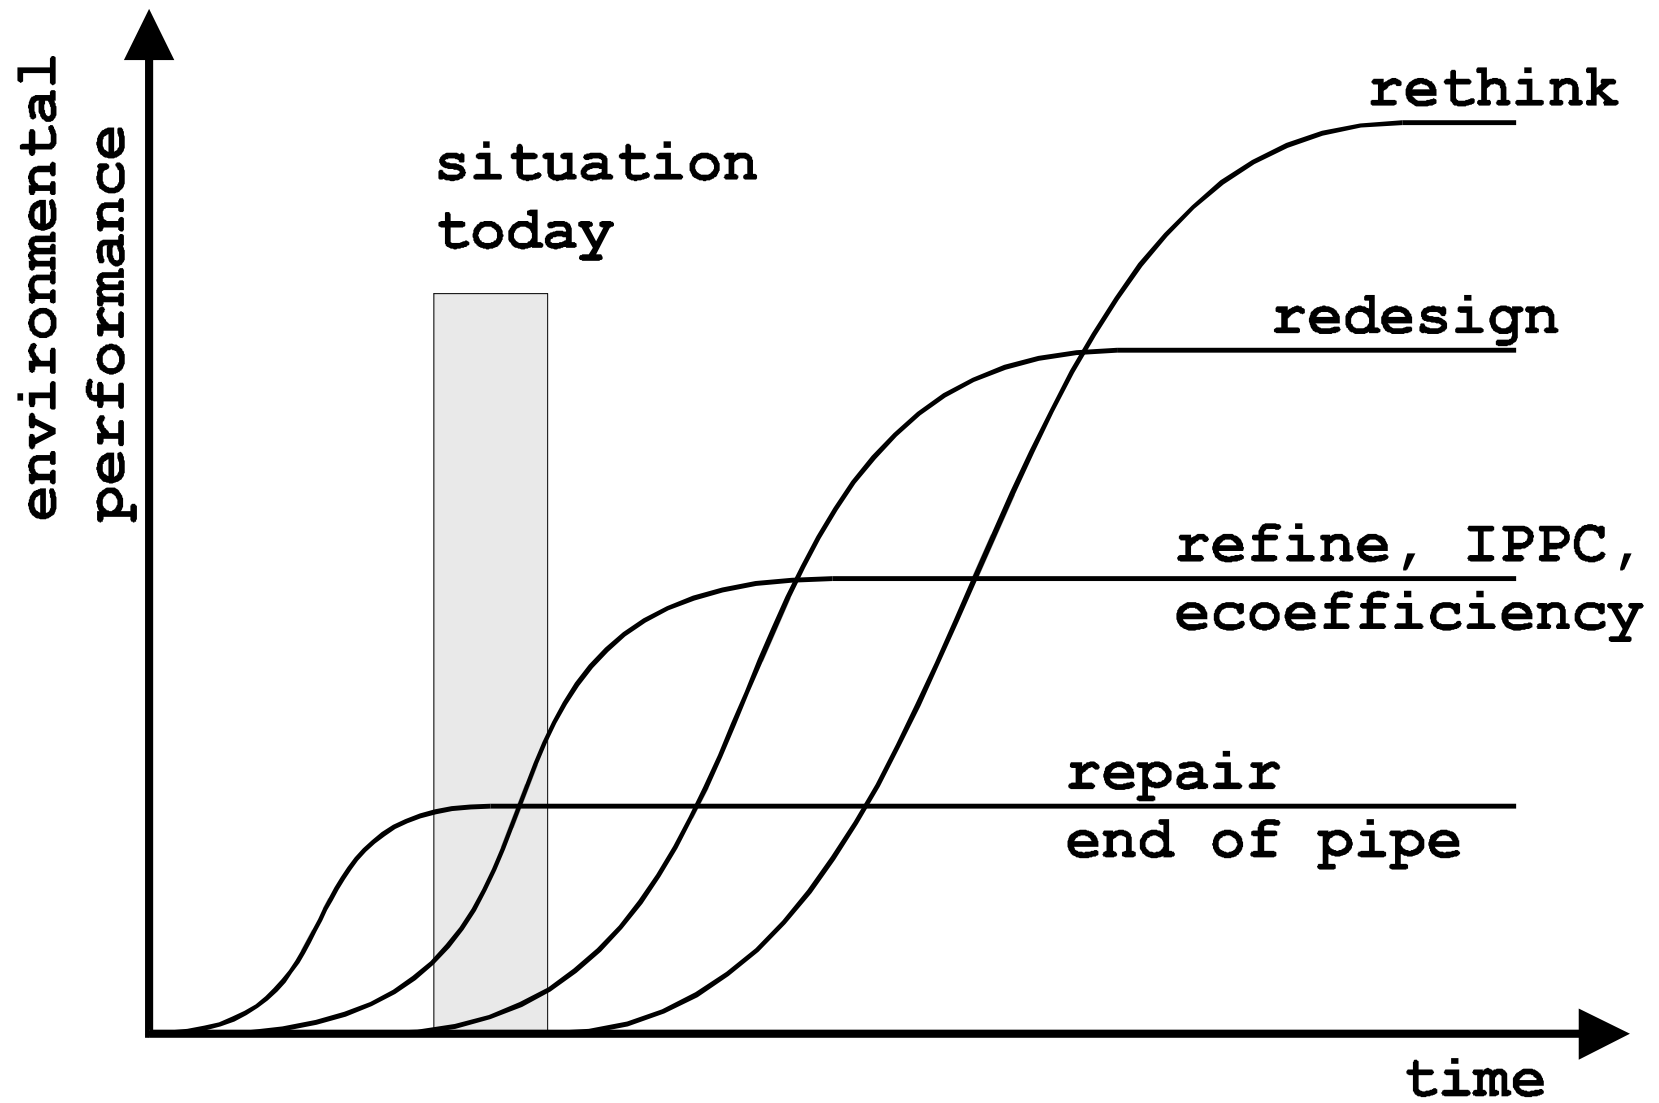 environmental
performance
situation
today
rethink
redesign
refine, IPPC,
ecoefficiency
repair
end of pipe
time